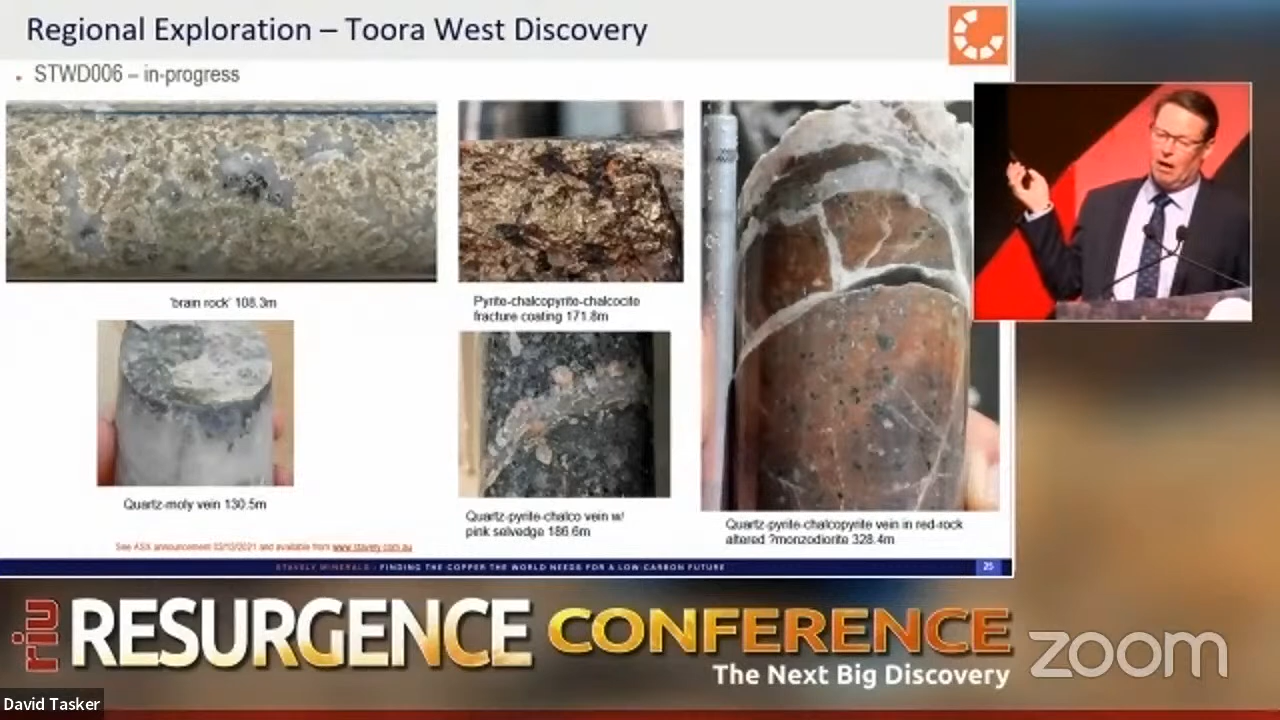 Regional Exploration – Toora West Discovery
STWD006 – in-progress
'brain rock' 108.3m
Pyrite-chalcopyrite-chalcocite
fracture coating 171.8m
Quartz-moly vein 130.5m
Quartz-pyrite-chalco vein w/
pink selvedge 186.6m
Quartz-pyrite-chalcopyrite vein in red-rock
altered ?monzodiorite 328.4m
See ASX announcement 02/12/2021 and available from www.stavely.com.au
STAVELY MINERALS - FINDING THE COPPER THE WORLD NEEDS FOR A LOW-CARBON FUTURE
25
riu RESURGENCE CONFERENCE
The Next Big Discovery
zoom
David Tasker